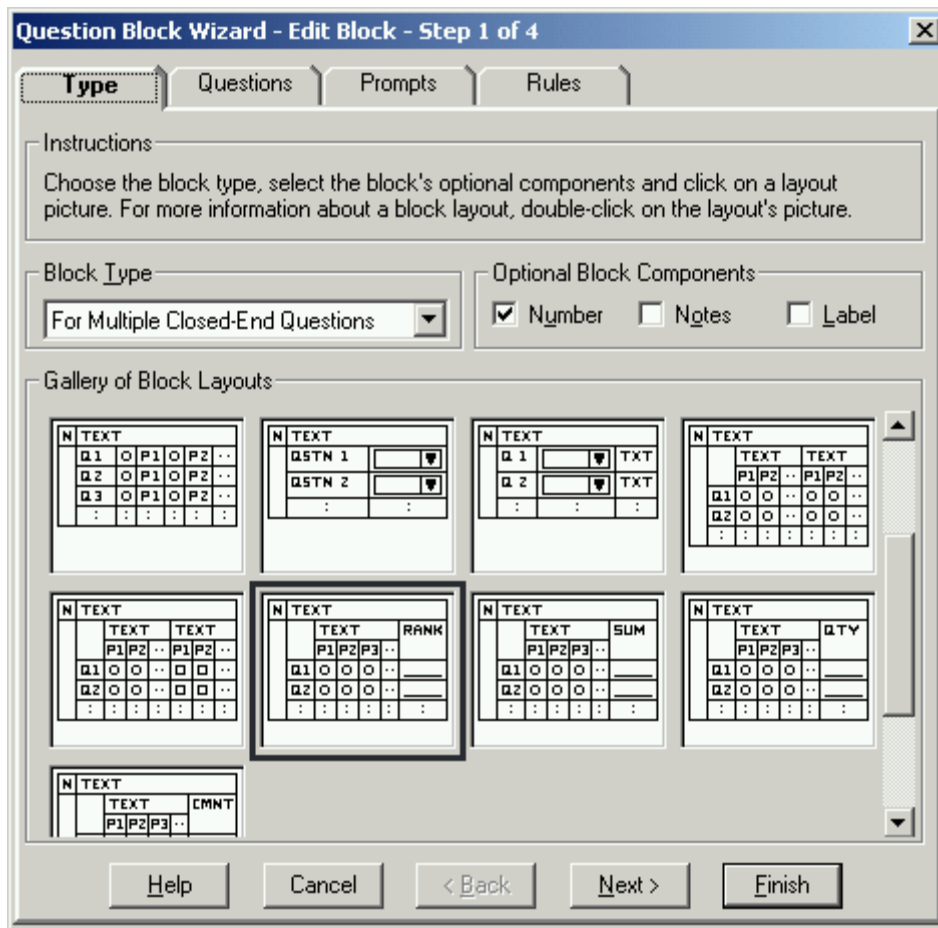 Question Block Wizard - Edit Block - Step 1 of 4
Type Questions Prompts Rules
Instructions
Choose the block type, select the block's optional components and click on a layout
picture. For more information about a block layout, double-click on the layout's picture.
Block Type
For Multiple Closed-End Questions
Optional Block Components
Number Notes Label
Gallery of Block Layouts
N TEXT
Q1 O P1 O P2 ..
Q2 O P1 O P2 ..
Q3 O P1 O P2 ..
: : : : : :
N TEXT
QSTN 1
QSTN 2
: :
N TEXT
Q 1 TXT
Q 2 TXT
: : :
N TEXT
TEXT TEXT
P1 P2 .. P1 P2 ..
Q1 O O .. O O ..
Q2 O O .. O O ..
: : : : : : :
N TEXT
TEXT TEXT
P1 P2 .. P1 P2 ..
Q1 O O .. □ □ ..
Q2 O O .. □ □ ..
: : : : : : :
N TEXT
TEXT RANK
P1 P2 P3 ..
Q1 O O O .. ____
Q2 O O O .. ____
: : : : : :
N TEXT
TEXT SUM
P1 P2 P3 ..
Q1 O O O .. ____
Q2 O O O .. ____
: : : : : :
N TEXT
TEXT QTY
P1 P2 P3 ..
Q1 O O O .. ____
Q2 O O O .. ____
: : : : : :
N TEXT
TEXT CMNT
P1 P2 P3 ..
Help Cancel < Back Next > Finish